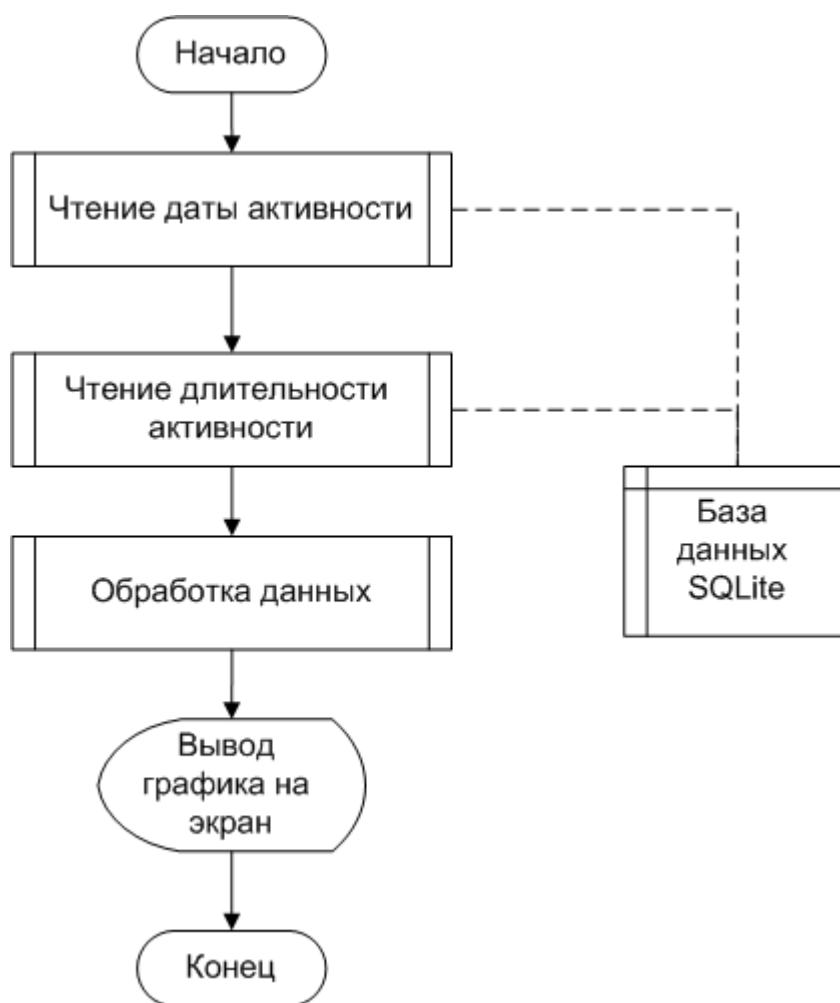 Начало
Чтение даты активности
Чтение длительности
активности
База
данных
SQLite
Обработка данных
Вывод
графика на
экран
Конец